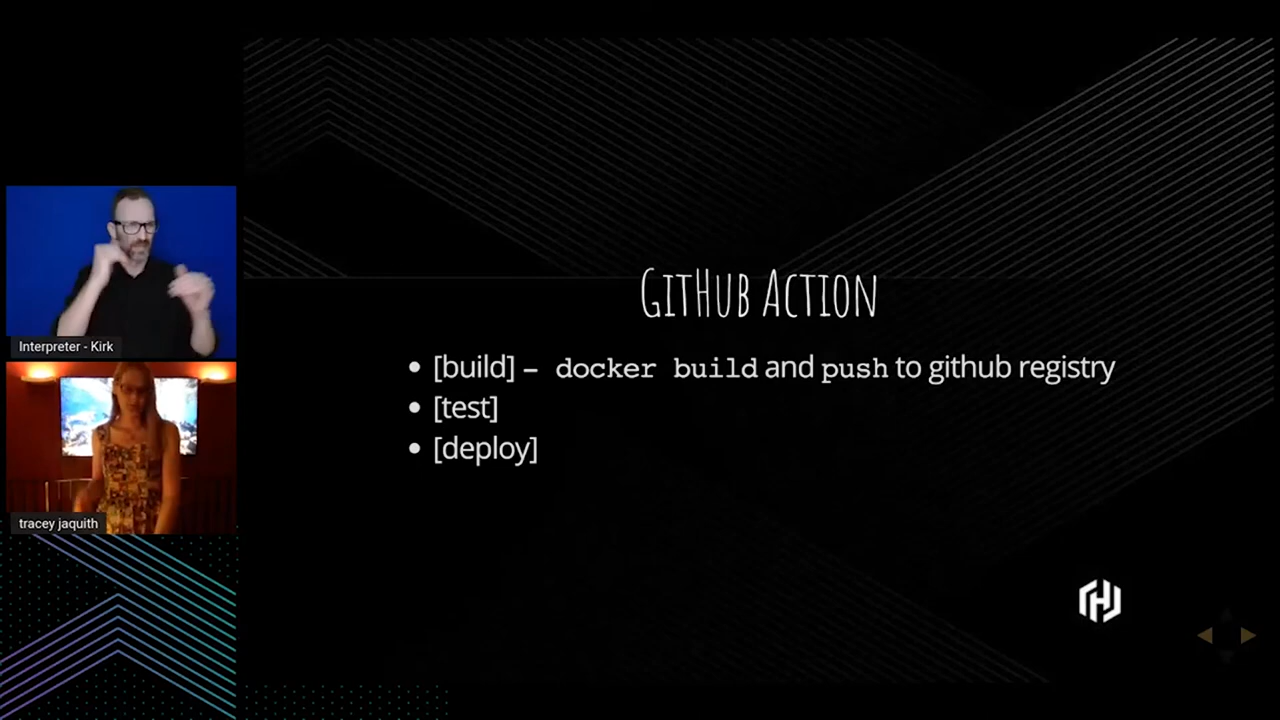 Interpreter - Kirk
tracey jaquith
GitHub Action
[build] – docker build and push to github registry
[test]
[deploy]